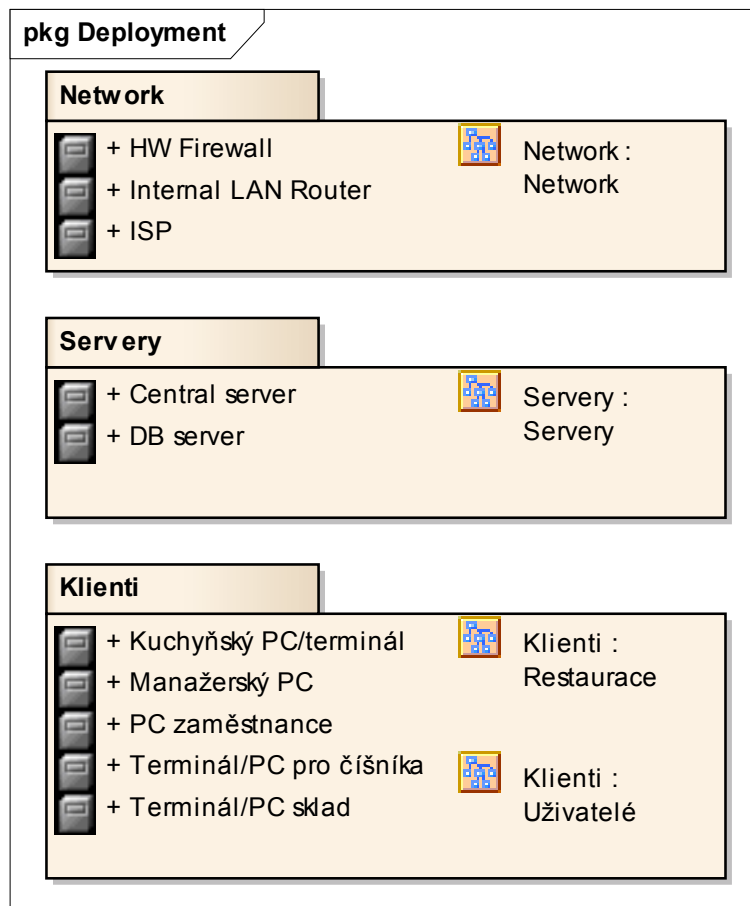 pkg Deployment
Network
+ HW Firewall
+ Internal LAN Router
+ ISP
Network :
Network
Servery
+ Central server
+ DB server
Servery :
Servery
Klienti
+ Kuchyňský PC/terminál
+ Manažerský PC
+ PC zaměstnance
+ Terminál/PC pro číšníka
+ Terminál/PC sklad
Klienti :
Restaurace
Klienti :
Uživatelé